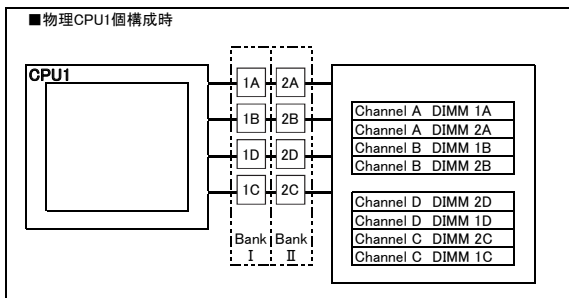 ■物理CPU1個構成時
CPU1
1A 2A
1B 2B
1D 2D
1C 2C
Bank Bank
Ⅰ Ⅱ
Channel A DIMM 1A
Channel A DIMM 2A
Channel B DIMM 1B
Channel B DIMM 2B
Channel D DIMM 2D
Channel D DIMM 1D
Channel C DIMM 2C
Channel C DIMM 1C